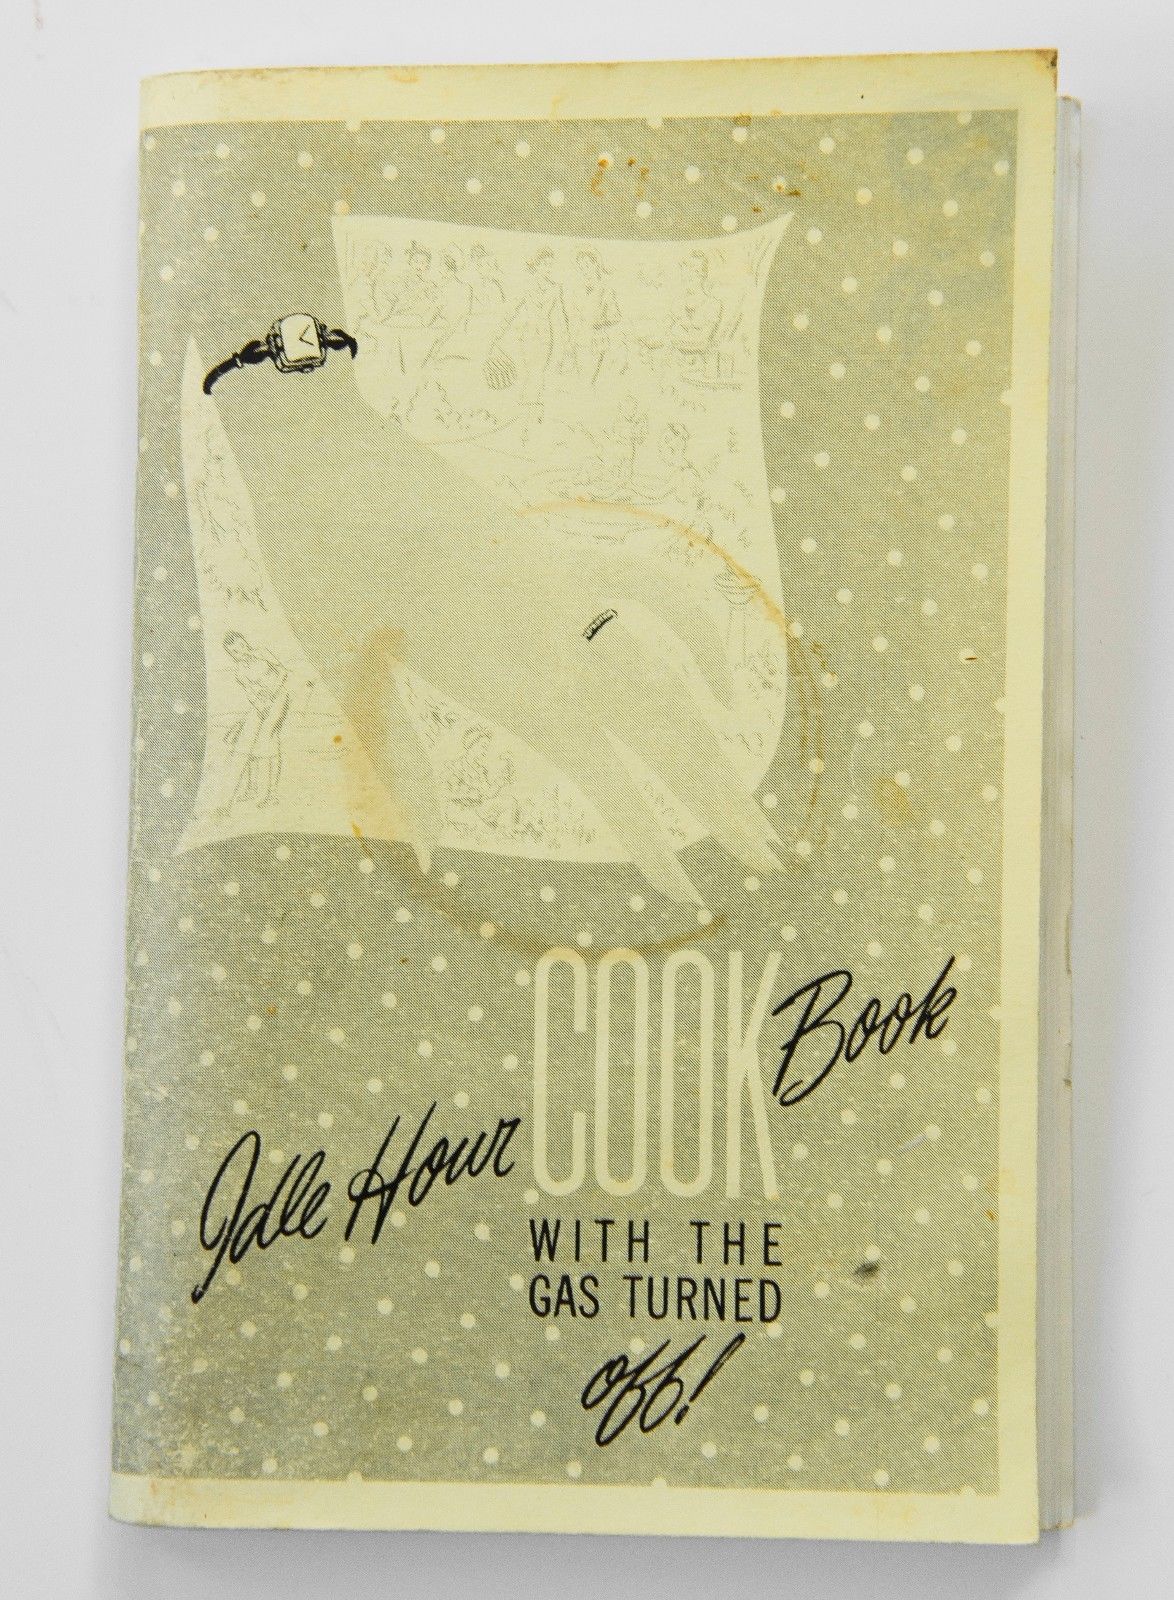 Idle Hour COOK Book
WITH THE
GAS TURNED
off!